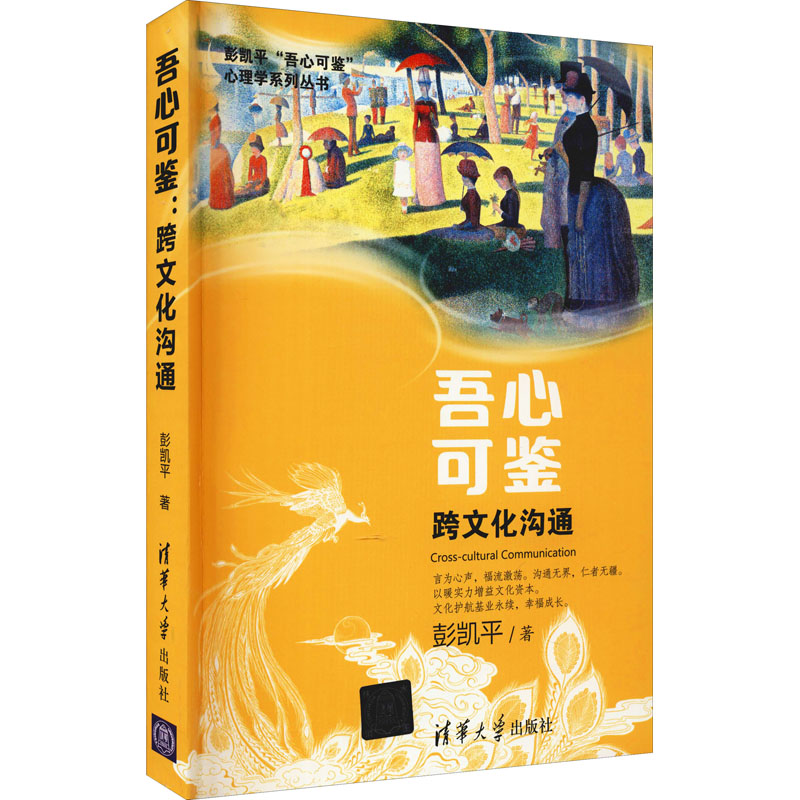 吾心可鉴：跨文化沟通
彭凯平 著
清华大学出版社
彭凯平“吾心可鉴”
心理学系列丛书
吾心
可鉴
跨文化沟通
Cross-cultural Communication
言为心声，福流激荡。沟通无界，仁者无疆。
以暖实力增益文化资本。
文化护航基业永续，幸福成长。
彭凯平/著
清华大学出版社